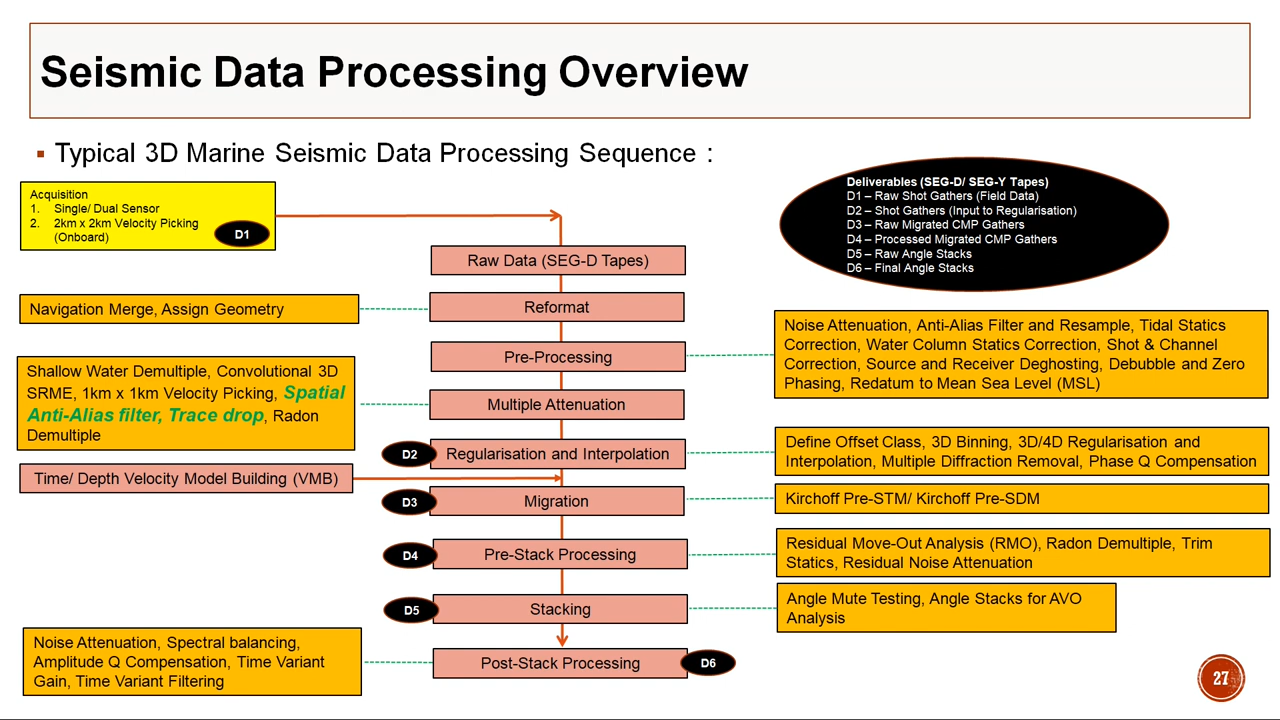 Seismic Data Processing Overview
Typical 3D Marine Seismic Data Processing Sequence :
Acquisition
1. Single/ Dual Sensor
2. 2km x 2km Velocity Picking
(Onboard)
D1
Deliverables (SEG-D/ SEG-Y Tapes)
D1 – Raw Shot Gathers (Field Data)
D2 – Shot Gathers (Input to Regularisation)
D3 – Raw Migrated CMP Gathers
D4 – Processed Migrated CMP Gathers
D5 – Raw Angle Stacks
D6 – Final Angle Stacks
Raw Data (SEG-D Tapes)
Navigation Merge, Assign Geometry
Reformat
Pre-Processing
Noise Attenuation, Anti-Alias Filter and Resample, Tidal Statics
Correction, Water Column Statics Correction, Shot & Channel
Correction, Source and Receiver Deghosting, Debubble and Zero
Phasing, Redatum to Mean Sea Level (MSL)
Shallow Water Demultiple, Convolutional 3D
SRME, 1km x 1km Velocity Picking, Spatial
Anti-Alias filter, Trace drop, Radon
Demultiple
Multiple Attenuation
D2
Regularisation and Interpolation
Define Offset Class, 3D Binning, 3D/4D Regularisation and
Interpolation, Multiple Diffraction Removal, Phase Q Compensation
Time/ Depth Velocity Model Building (VMB)
D3
Migration
Kirchoff Pre-STM/ Kirchoff Pre-SDM
D4
Pre-Stack Processing
Residual Move-Out Analysis (RMO), Radon Demultiple, Trim
Statics, Residual Noise Attenuation
D5
Stacking
Angle Mute Testing, Angle Stacks for AVO
Analysis
Noise Attenuation, Spectral balancing,
Amplitude Q Compensation, Time Variant
Gain, Time Variant Filtering
Post-Stack Processing
D6
27